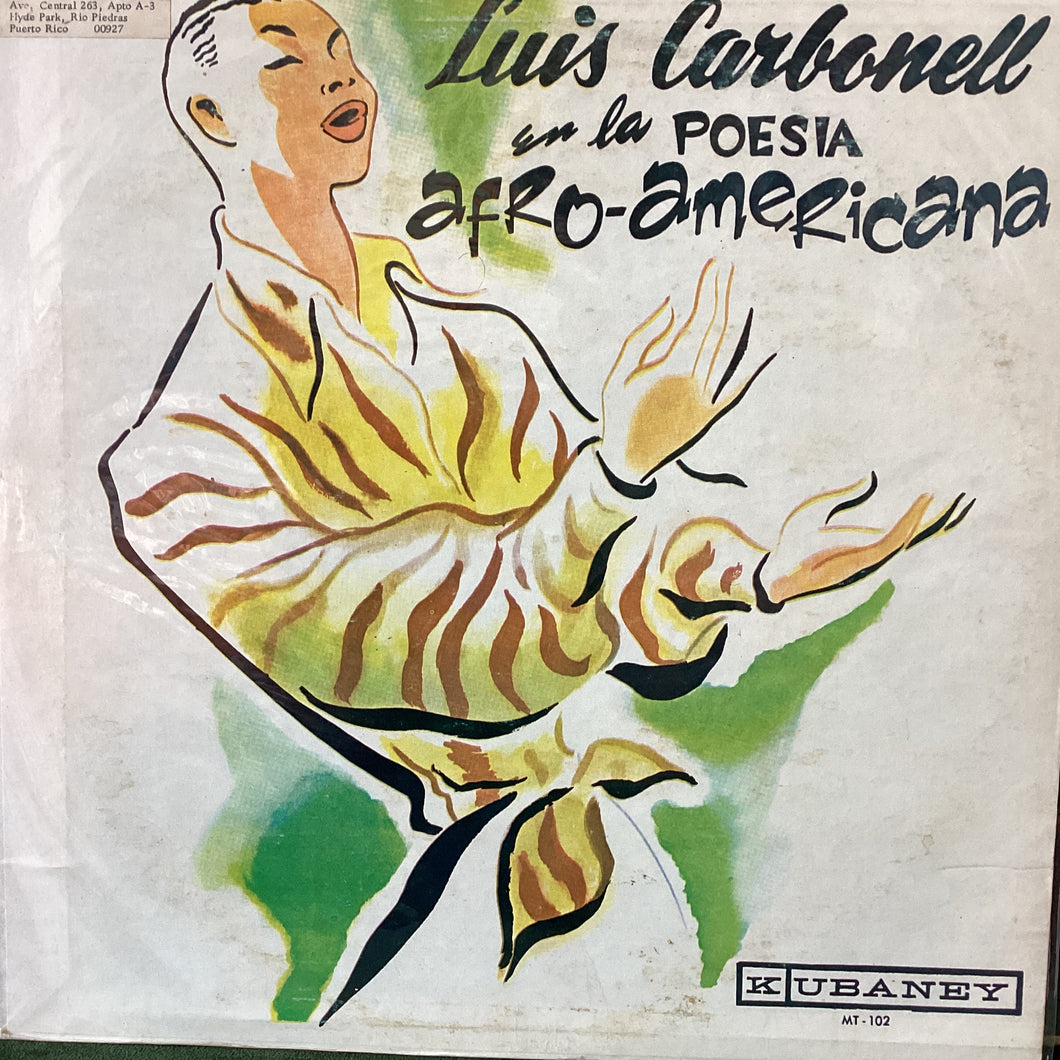 Ave, Central 263, Apto A-3
Hyde Park, Rio Piedras
Puerto Rico 00927
Luis Carbonell
en la POESIA
afRO-ameRicana
KUBANEY
MT - 102